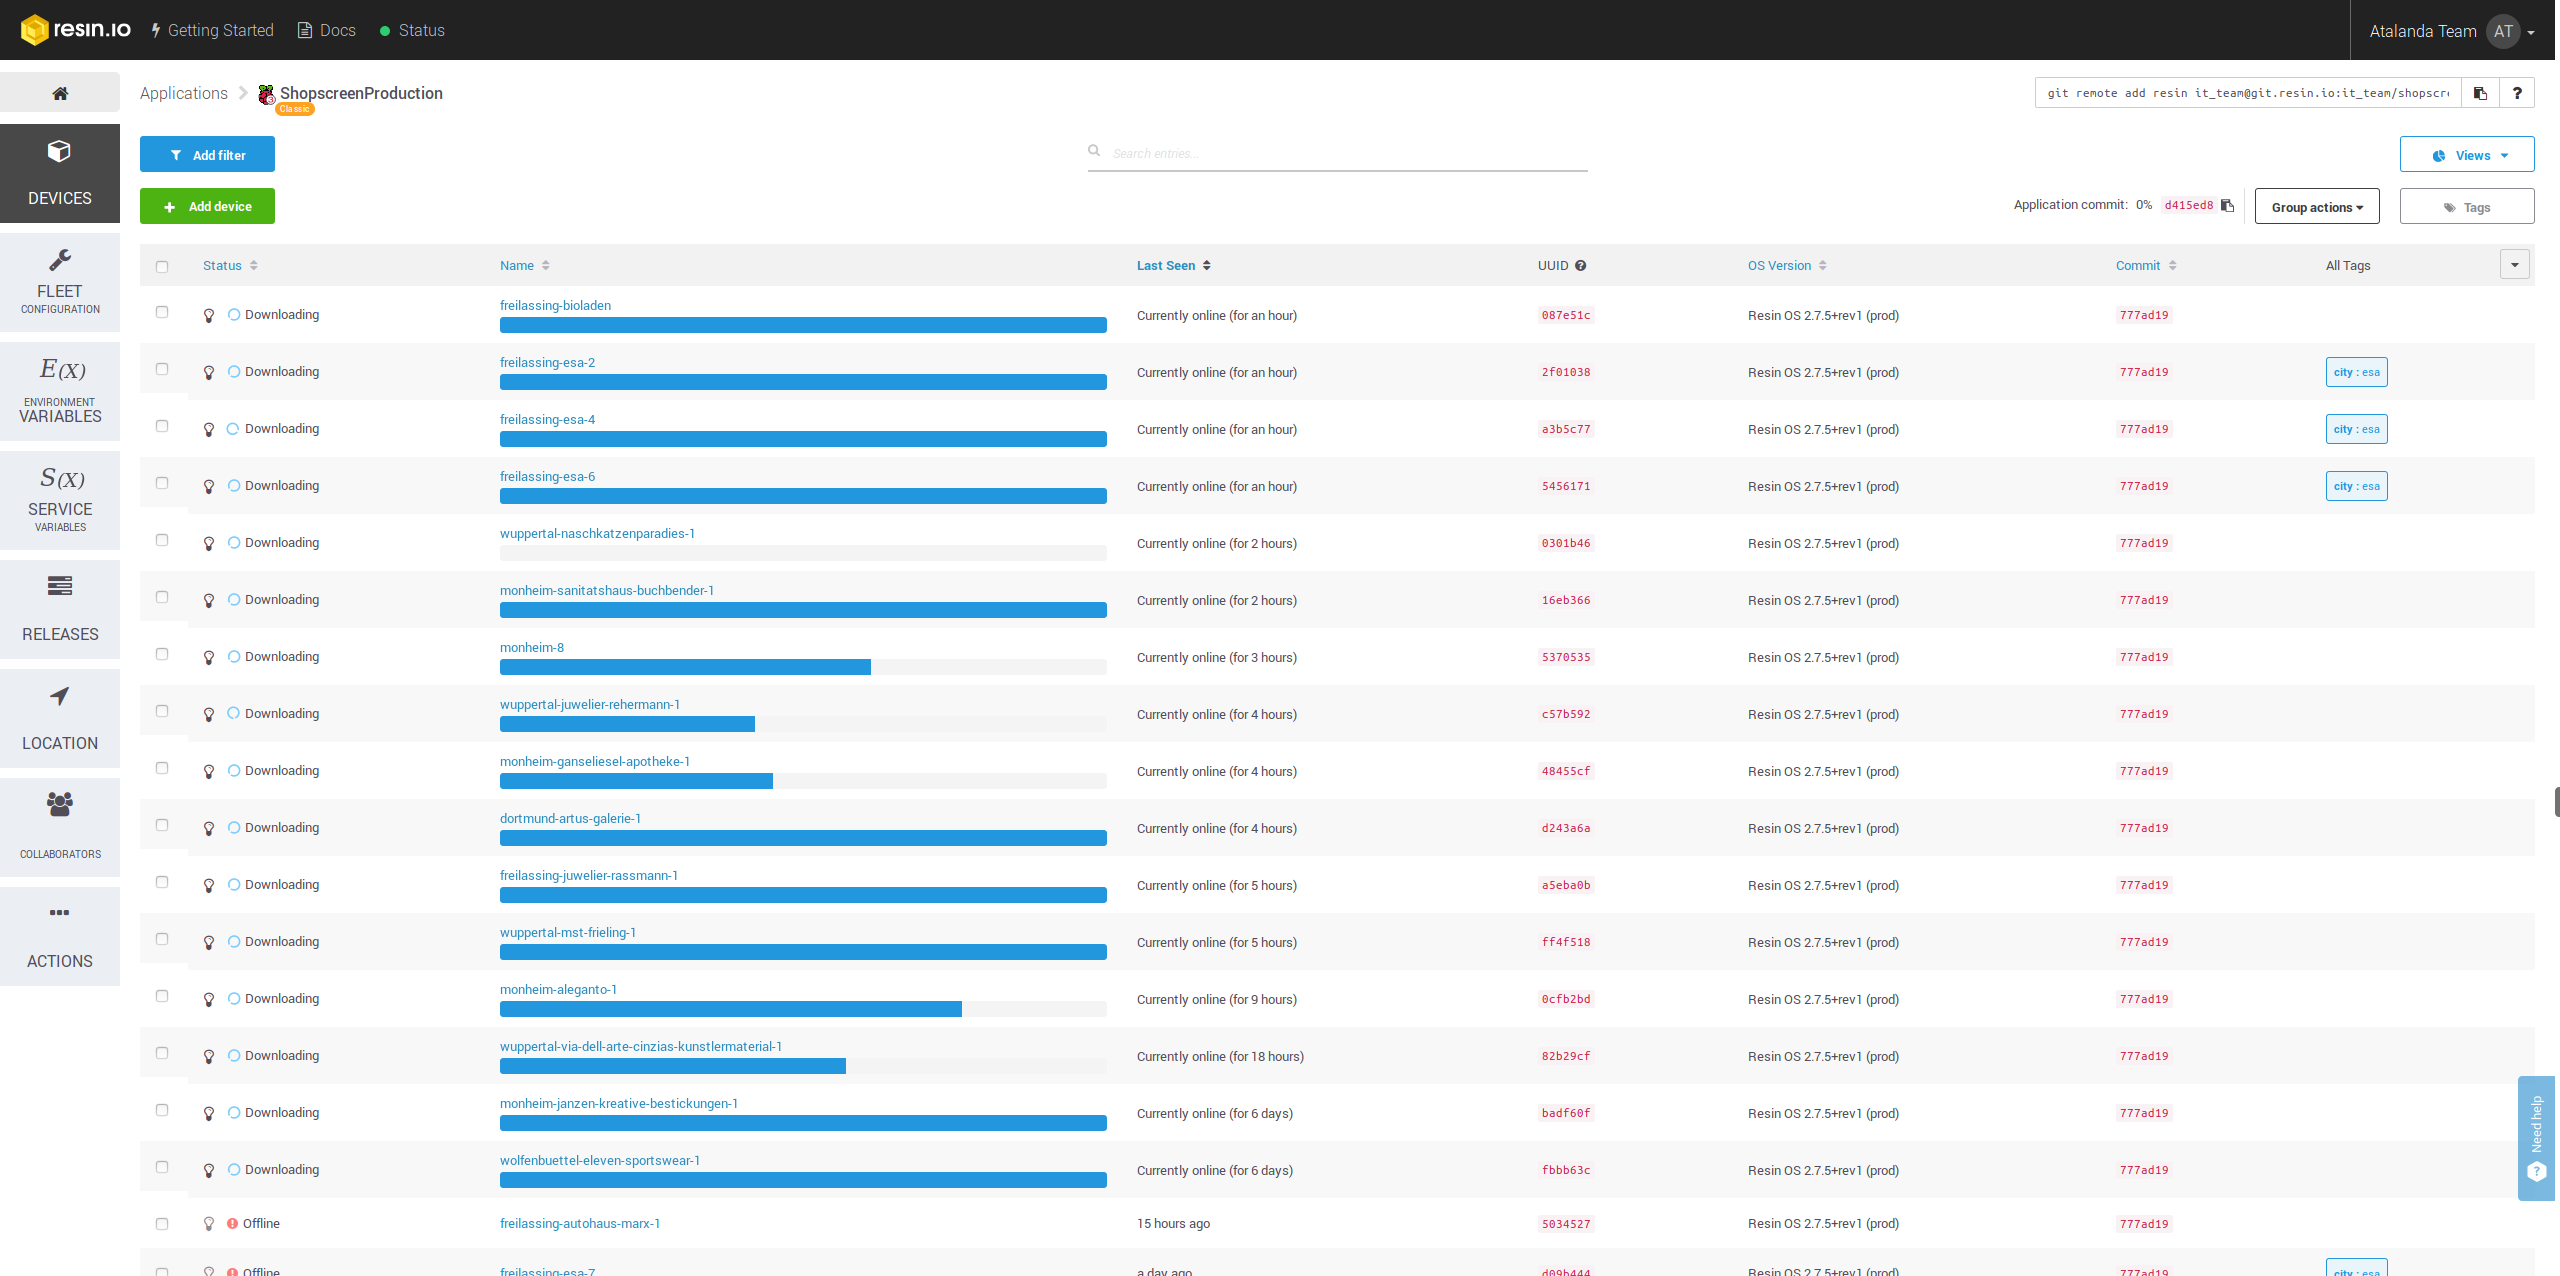 resin.io Getting Started Docs Status Atalanda Team AT
Applications ShopscreenProduction git remote add resin it_team@git.resin.io:it_team/shopscre ?
Classic
Add filter Search entries... Views
DEVICES Add device Application commit: 0% d415ed8 Group actions Tags
Status Name Last Seen UUID OS Version Commit All Tags
FLEET
CONFIGURATION
E(X)
ENVIRONMENT
VARIABLES
S(X)
SERVICE
VARIABLES
RELEASES
LOCATION
COLLABORATORS
ACTIONS
Downloading freilassing-bioladen Currently online (for an hour) 087e51c Resin OS 2.7.5+rev1 (prod) 777ad19
Downloading freilassing-esa-2 Currently online (for an hour) 2f01038 Resin OS 2.7.5+rev1 (prod) 777ad19 city : esa
Downloading freilassing-esa-4 Currently online (for an hour) a3b5c77 Resin OS 2.7.5+rev1 (prod) 777ad19 city : esa
Downloading freilassing-esa-6 Currently online (for an hour) 5456171 Resin OS 2.7.5+rev1 (prod) 777ad19 city : esa
Downloading wuppertal-naschkatzenparadies-1 Currently online (for 2 hours) 0301b46 Resin OS 2.7.5+rev1 (prod) 777ad19
Downloading monheim-sanitatshaus-buchbender-1 Currently online (for 2 hours) 16eb366 Resin OS 2.7.5+rev1 (prod) 777ad19
Downloading monheim-8 Currently online (for 3 hours) 5370535 Resin OS 2.7.5+rev1 (prod) 777ad19
Downloading wuppertal-juwelier-rehermann-1 Currently online (for 4 hours) c57b592 Resin OS 2.7.5+rev1 (prod) 777ad19
Downloading monheim-ganseliesel-apotheke-1 Currently online (for 4 hours) 48455cf Resin OS 2.7.5+rev1 (prod) 777ad19
Downloading dortmund-artus-galerie-1 Currently online (for 4 hours) d243a6a Resin OS 2.7.5+rev1 (prod) 777ad19
Downloading freilassing-juwelier-rassmann-1 Currently online (for 5 hours) a5eba0b Resin OS 2.7.5+rev1 (prod) 777ad19
Downloading wuppertal-mst-frieling-1 Currently online (for 5 hours) ff4f518 Resin OS 2.7.5+rev1 (prod) 777ad19
Downloading monheim-aleganto-1 Currently online (for 9 hours) 0cfb2bd Resin OS 2.7.5+rev1 (prod) 777ad19
Downloading wuppertal-via-dell-arte-cinzias-kunstlermaterial-1 Currently online (for 18 hours) 82b29cf Resin OS 2.7.5+rev1 (prod) 777ad19
Downloading monheim-janzen-kreative-bestickungen-1 Currently online (for 6 days) badf60f Resin OS 2.7.5+rev1 (prod) 777ad19
Downloading wolfenbuettel-eleven-sportswear-1 Currently online (for 6 days) fbbb63c Resin OS 2.7.5+rev1 (prod) 777ad19
Offline freilassing-autohaus-marx-1 15 hours ago 5034527 Resin OS 2.7.5+rev1 (prod) 777ad19
Offline freilassing-esa-7 a day ago d09b444 Resin OS 2.7.5+rev1 (prod) 777ad19 city : esa
Need help ?